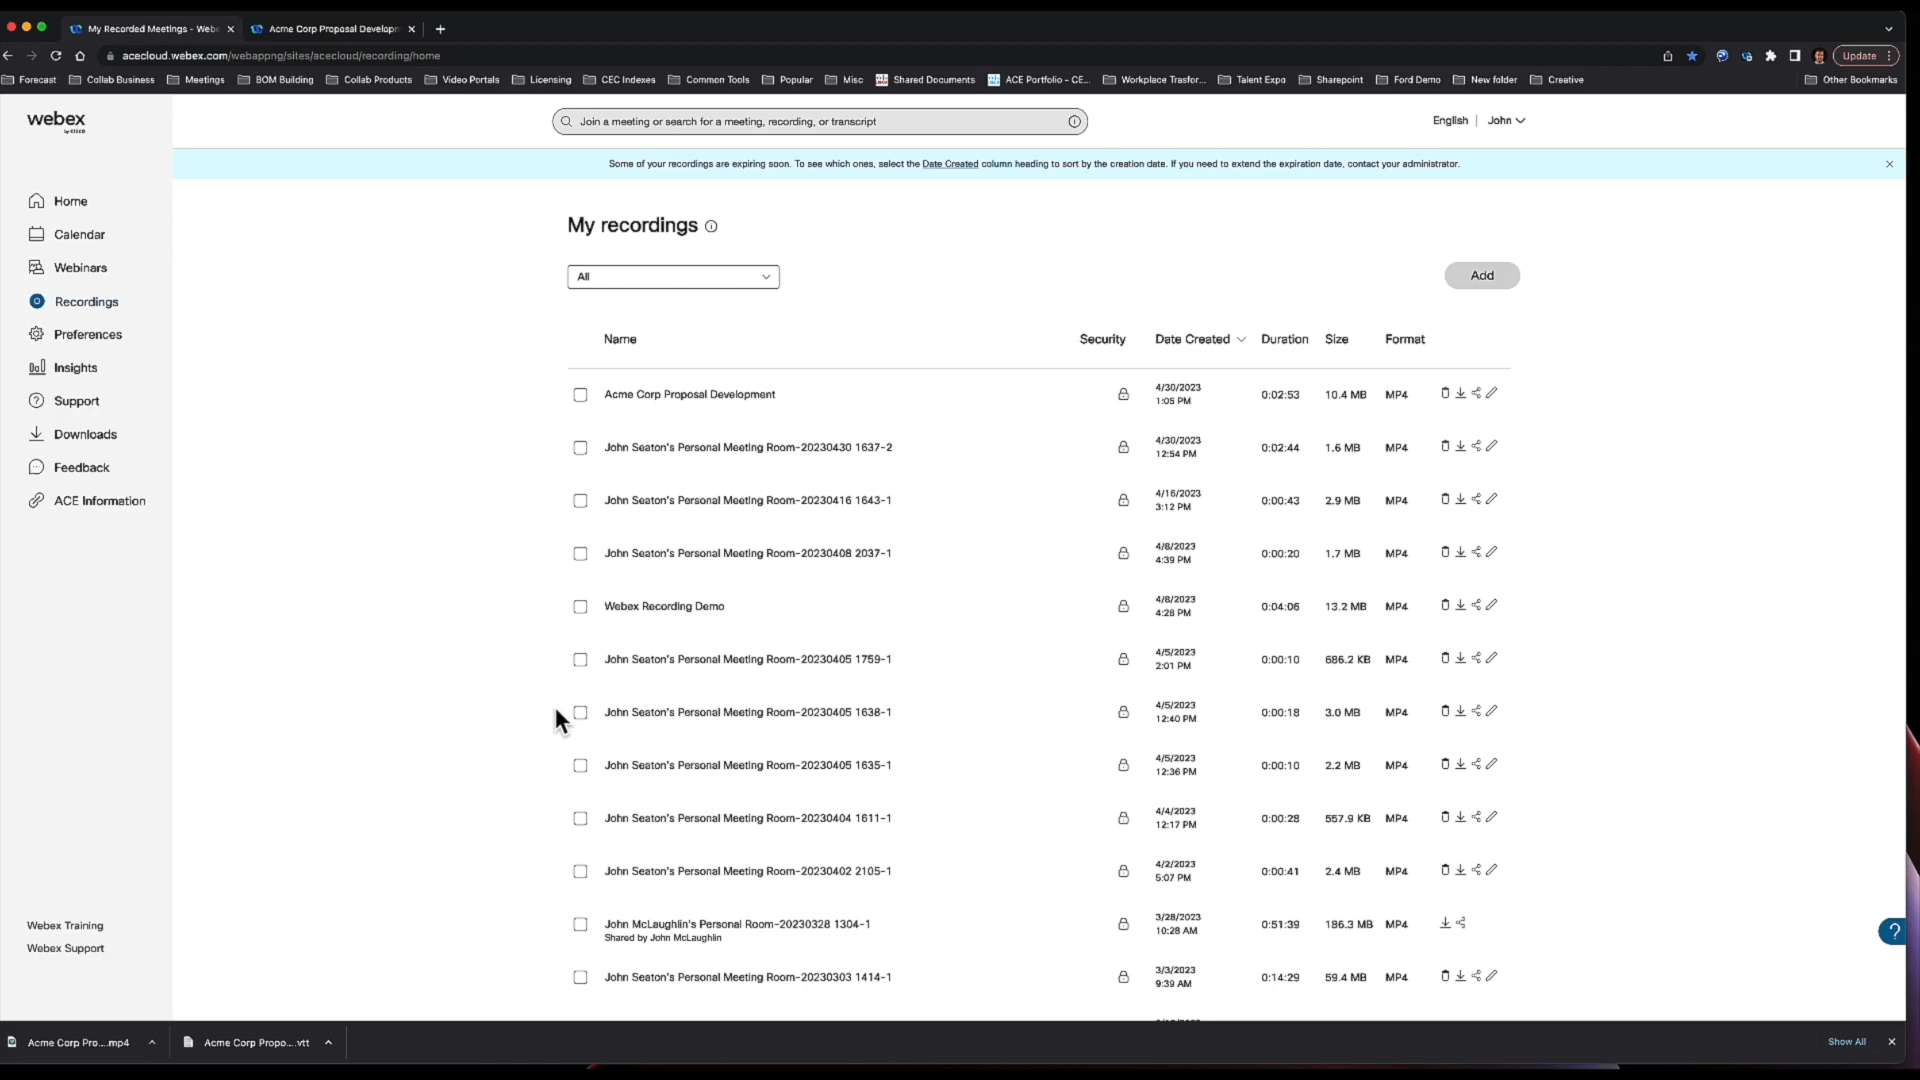 My Recorded Meetings - Webe
Acme Corp Proposal Developm
acecloud.webex.com/webappng/sites/acecloud/recording/home
Update
Forecast
Collab Business
Meetings
BOM Building
Collab Products
Video Portals
Licensing
CEC Indexes
Common Tools
Popular
Misc
Shared Documents
ACE Portfolio - CE...
Workplace Trasfor...
Talent Expo
Sharepoint
Ford Demo
New folder
Creative
Other Bookmarks
webex
by CISCO
Join a meeting or search for a meeting, recording, or transcript
English
John
Some of your recordings are expiring soon. To see which ones, select the Date Created column heading to sort by the creation date. If you need to extend the expiration date, contact your administrator.
Home
Calendar
Webinars
Recordings
Preferences
Insights
Support
Downloads
Feedback
ACE Information
Webex Training
Webex Support
My recordings
All
Add
Name Security Date Created Duration Size Format
Acme Corp Proposal Development 4/30/2023 0:02:53 10.4 MB MP4
1:05 PM
John Seaton's Personal Meeting Room-20230430 1637-2 4/30/2023 0:02:44 1.6 MB MP4
12:54 PM
John Seaton's Personal Meeting Room-20230416 1643-1 4/16/2023 0:00:43 2.9 MB MP4
3:12 PM
John Seaton's Personal Meeting Room-20230408 2037-1 4/8/2023 0:00:20 1.7 MB MP4
4:39 PM
Webex Recording Demo 4/8/2023 0:04:06 13.2 MB MP4
4:28 PM
John Seaton's Personal Meeting Room-20230405 1759-1 4/5/2023 0:00:10 686.2 KB MP4
2:01 PM
John Seaton's Personal Meeting Room-20230405 1638-1 4/5/2023 0:00:18 3.0 MB MP4
12:40 PM
John Seaton's Personal Meeting Room-20230405 1635-1 4/5/2023 0:00:10 2.2 MB MP4
12:36 PM
John Seaton's Personal Meeting Room-20230404 1611-1 4/4/2023 0:00:28 557.9 KB MP4
12:17 PM
John Seaton's Personal Meeting Room-20230402 2105-1 4/2/2023 0:00:41 2.4 MB MP4
5:07 PM
John McLaughlin's Personal Room-20230328 1304-1 3/28/2023 0:51:39 186.3 MB MP4
Shared by John McLaughlin 10:28 AM
John Seaton's Personal Meeting Room-20230303 1414-1 3/3/2023 0:14:29 59.4 MB MP4
9:39 AM
?
Acme Corp Pro....mp4
Acme Corp Propo....vtt
Show All